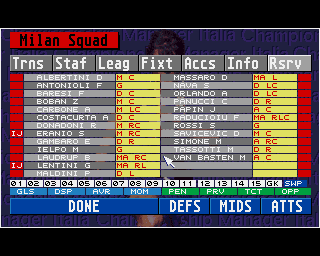 Milan Squad
Trns Staf Leag Fixt Accs Info Rsrv
ALBERTINI D M C MASSARO D MA L
ANTONIOLI F G NAVA S D LC
BARESI F D C ORLANDO A D LC
BOBAN Z M C PANUCCI C D R
CARBONE A M LC PAPIN J A C
COSTACURTA A D C RADUCIOIU F MA RLC
DONADONI R M RC ROSSI S G
IJ ERANIO S M RC SAVICEVIC D M C
GAMBARO E D R SIMONE M A RC
IELPO M G TASSOTTI M D R
LAUDRUP B MA RC VAN BASTEN M A C
IJ LENTINI G MA RL
MALDINI P D L
01 02 03 04 05 06 07 08 09 10 11 12 13 14 15 GK SWP
GLS DSP AVR MOM PEN PRV TCT OPP
DONE DEFS MIDS ATTS